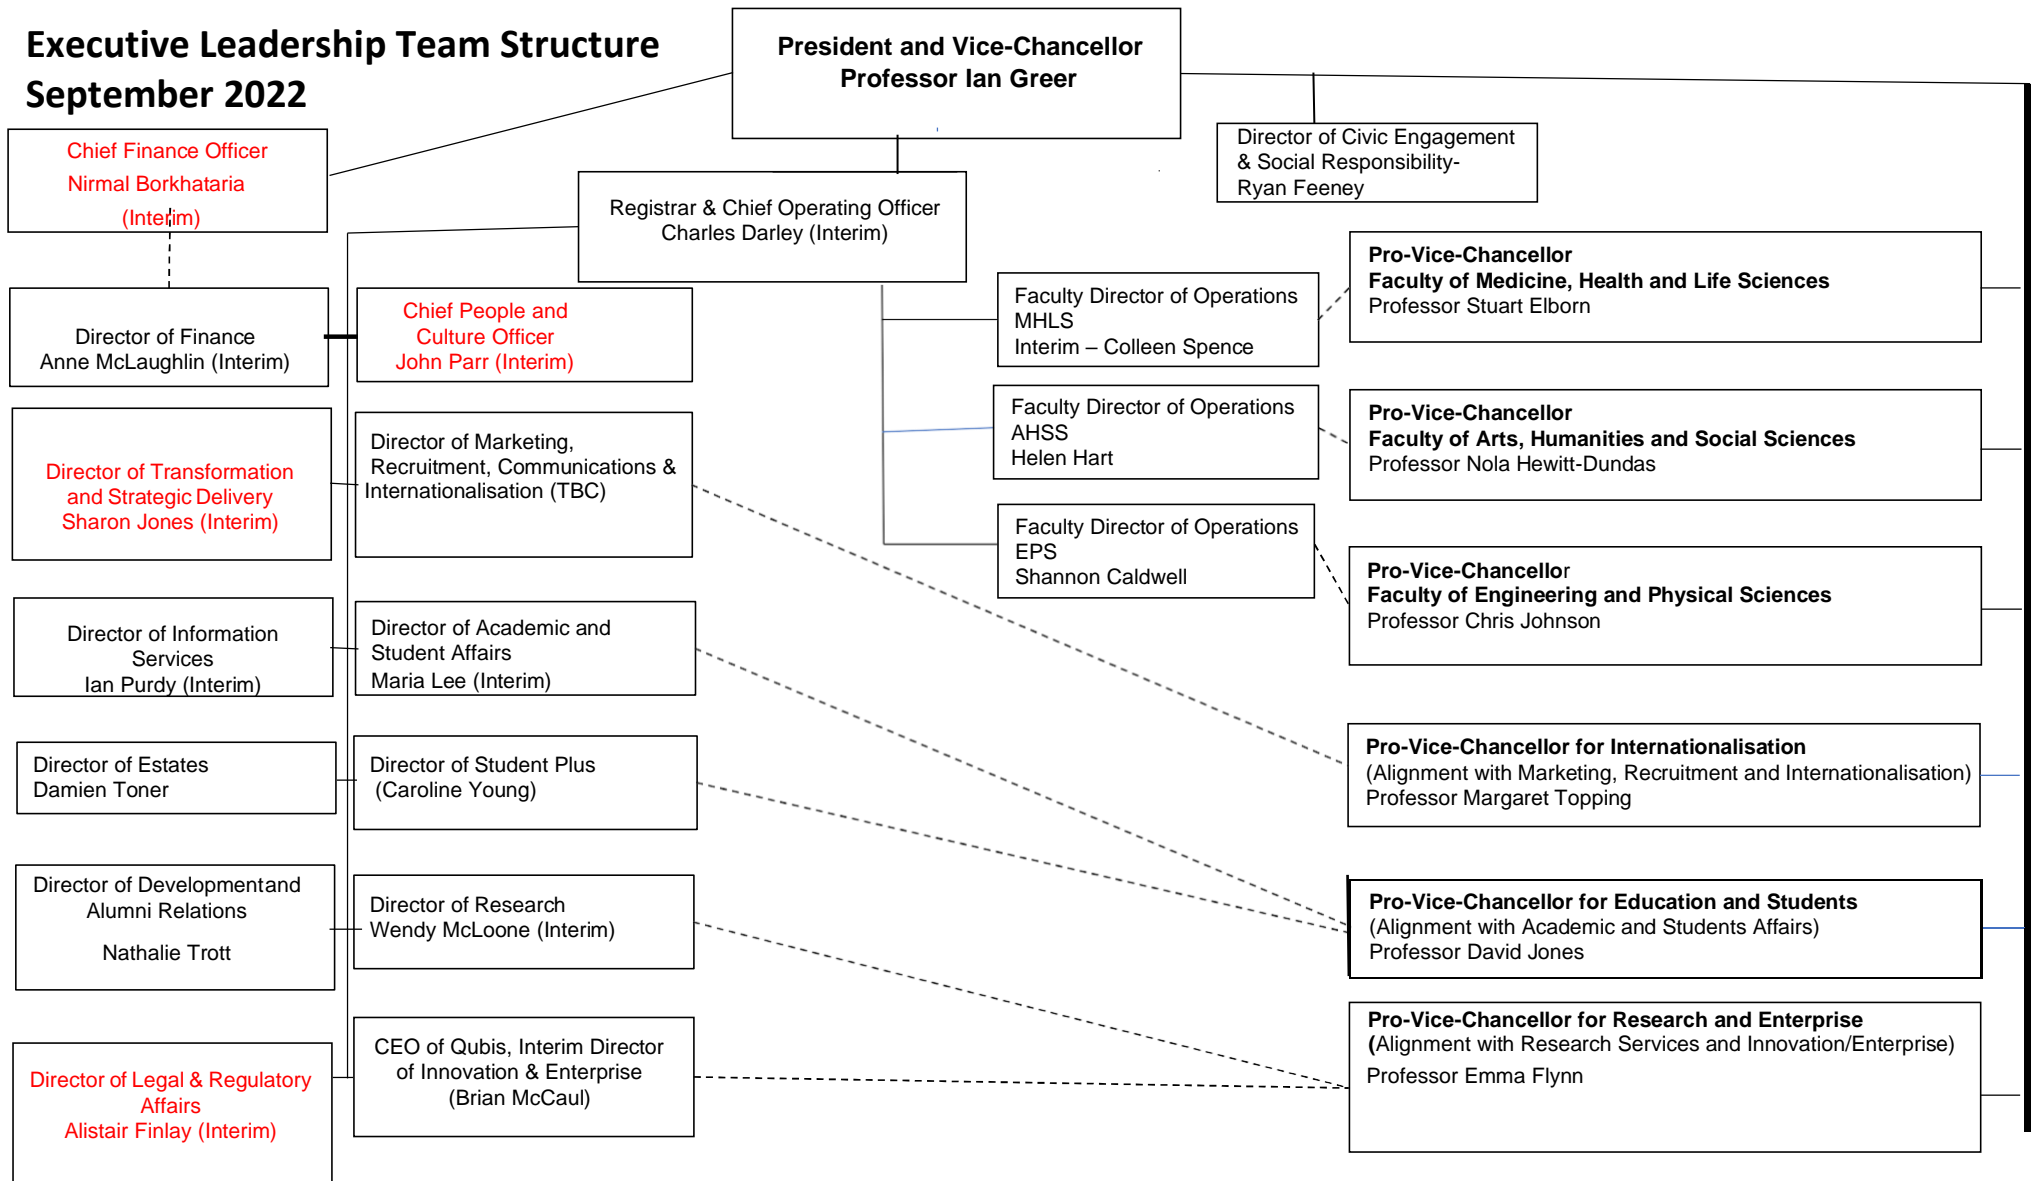 Executive Leadership Team Structure
September 2022
President and Vice-Chancellor
Professor Ian Greer
Chief Finance Officer
Nirmal Borkhataria
(Interim)
Director of Civic Engagement
& Social Responsibility-
Ryan Feeney
Registrar & Chief Operating Officer
Charles Darley (Interim)
Director of Finance
Anne McLaughlin (Interim)
Chief People and
Culture Officer
John Parr (Interim)
Faculty Director of Operations
MHLS
Interim – Colleen Spence
Pro-Vice-Chancellor
Faculty of Medicine, Health and Life Sciences
Professor Stuart Elborn
Director of Transformation
and Strategic Delivery
Sharon Jones (Interim)
Director of Marketing,
Recruitment, Communications &
Internationalisation (TBC)
Faculty Director of Operations
AHSS
Helen Hart
Pro-Vice-Chancellor
Faculty of Arts, Humanities and Social Sciences
Professor Nola Hewitt-Dundas
Faculty Director of Operations
EPS
Shannon Caldwell
Pro-Vice-Chancellor
Faculty of Engineering and Physical Sciences
Professor Chris Johnson
Director of Information
Services
Ian Purdy (Interim)
Director of Academic and
Student Affairs
Maria Lee (Interim)
Director of Estates
Damien Toner
Director of Student Plus
(Caroline Young)
Pro-Vice-Chancellor for Internationalisation
(Alignment with Marketing, Recruitment and Internationalisation)
Professor Margaret Topping
Director of Developmentand
Alumni Relations
Nathalie Trott
Director of Research
Wendy McLoone (Interim)
Pro-Vice-Chancellor for Education and Students
(Alignment with Academic and Students Affairs)
Professor David Jones
Director of Legal & Regulatory
Affairs
Alistair Finlay (Interim)
CEO of Qubis, Interim Director
of Innovation & Enterprise
(Brian McCaul)
Pro-Vice-Chancellor for Research and Enterprise
(Alignment with Research Services and Innovation/Enterprise)
Professor Emma Flynn